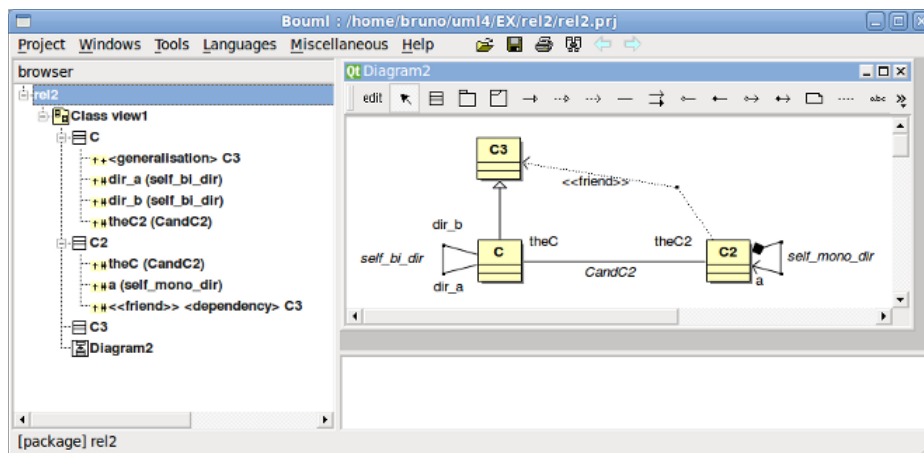 Bouml : /home/bruno/uml4/EX/rel2/rel2.prj
Project Windows Tools Languages Miscellaneous Help
browser
rel2
Class view1
C
<generalisation> C3
dir_a (self_bi_dir)
dir_b (self_bi_dir)
theC2 (CandC2)
C2
theC (CandC2)
a (self_mono_dir)
<<friend>> <dependency> C3
C3
Diagram2
Qt Diagram2
edit
abc
C3
<<friend>>
dir_b
theC
theC2
self_bi_dir
C
C2
self_mono_dir
CandC2
dir_a
a
[package] rel2